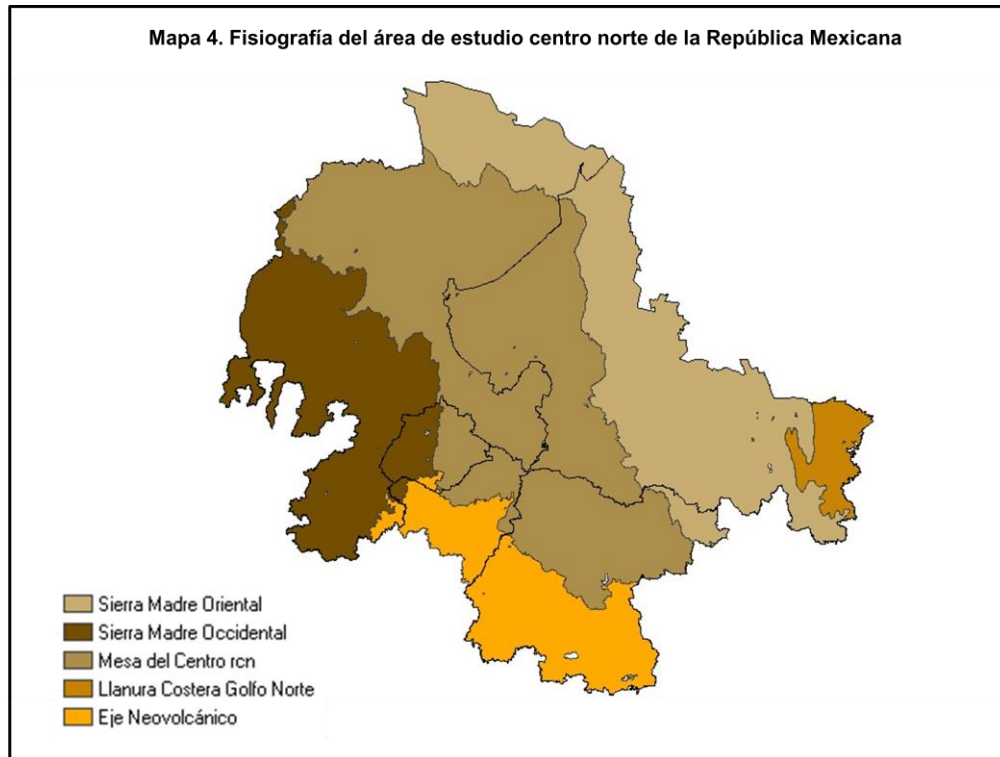 Mapa 4. Fisiografía del área de estudio centro norte de la República Mexicana
Sierra Madre Oriental
Sierra Madre Occidental
Mesa del Centro rcn
Llanura Costera Golfo Norte
Eje Neovolcánico